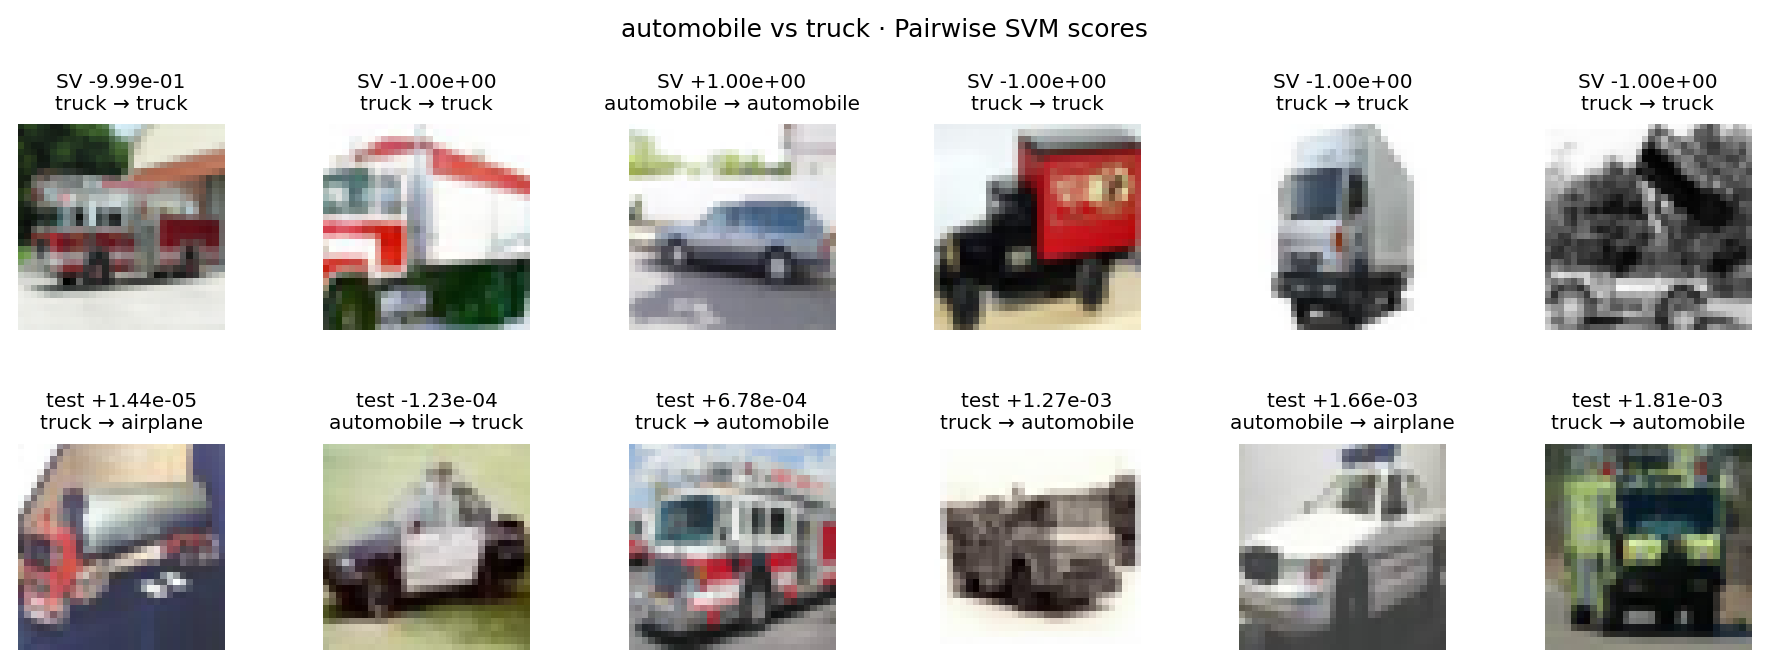 automobile vs truck · Pairwise SVM scores
SV -9.99e-01
truck → truck
SV -1.00e+00
truck → truck
SV +1.00e+00
automobile → automobile
SV -1.00e+00
truck → truck
SV -1.00e+00
truck → truck
SV -1.00e+00
truck → truck
test +1.44e-05
truck → airplane
test -1.23e-04
automobile → truck
test +6.78e-04
truck → automobile
test +1.27e-03
truck → automobile
test +1.66e-03
automobile → airplane
test +1.81e-03
truck → automobile